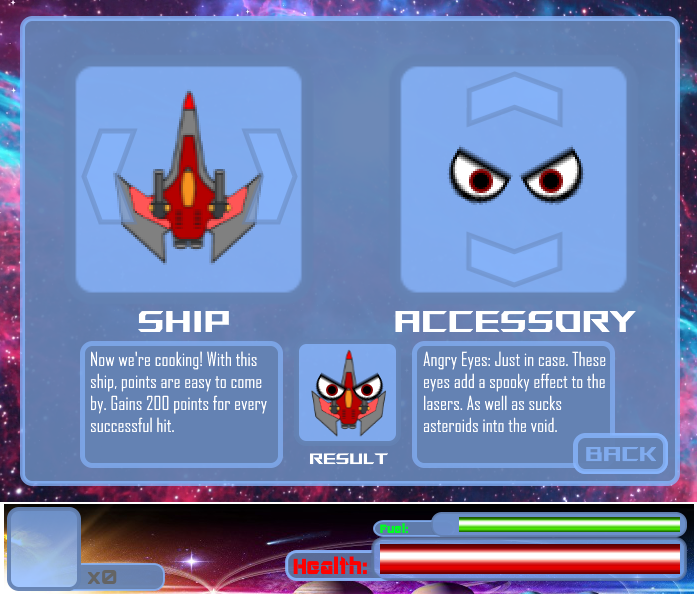 SHIP
ACCESSORY
Now we're cooking! With this
ship, points are easy to come
by. Gains 200 points for every
successful hit.
RESULT
Angry Eyes: Just in case. These
eyes add a spooky effect to the
lasers. As well as sucks
asteroids into the void.
BACK
x0
Fuel:
Health: